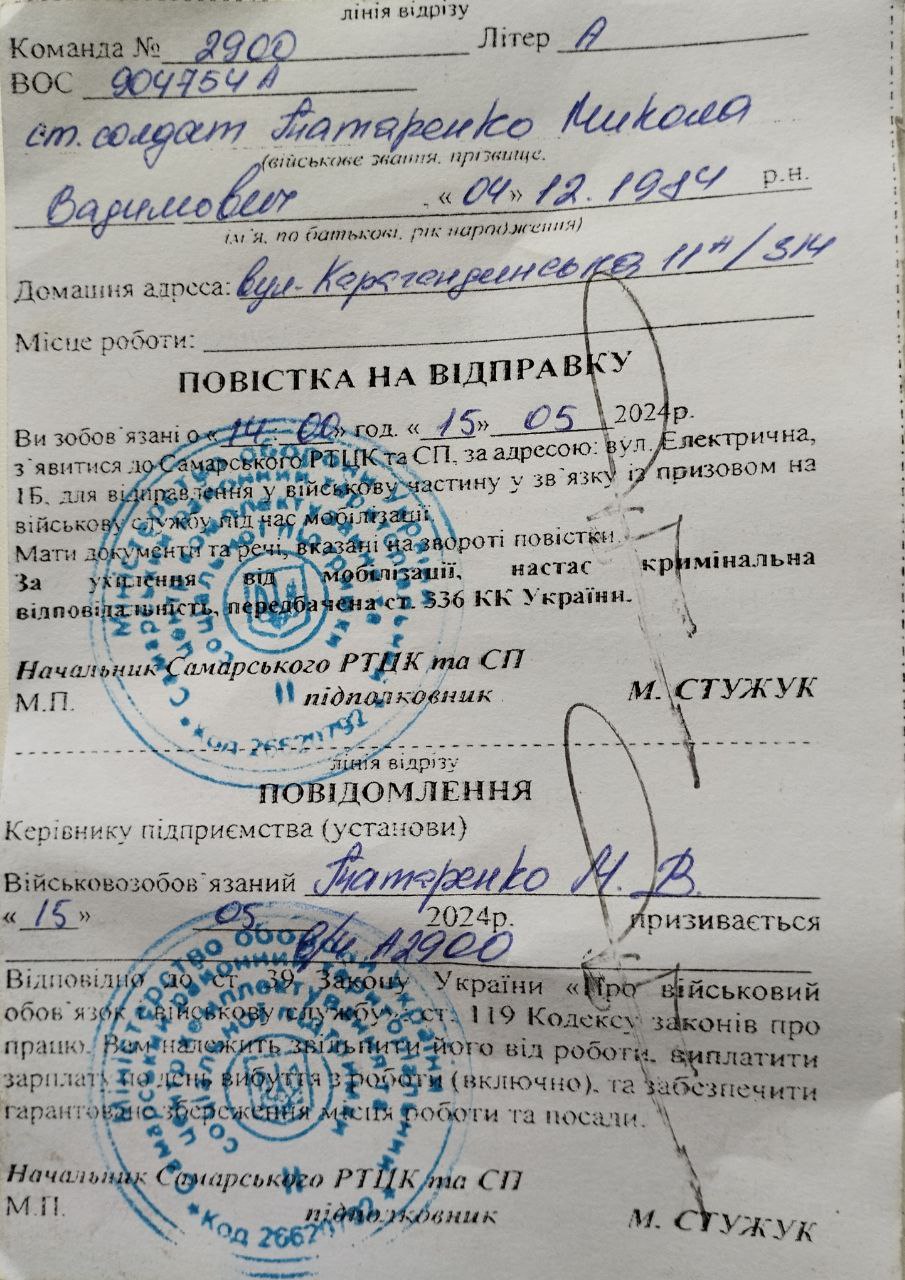 лінія відрізу
Команда № 2900 Літер А
ВОС 904754А
ст. солдат Татаренко Микола
(військове звання, прізвище,
Вадимович, «04» 12. 1984 р.н.
ім'я, по батькові, рік народження)
Домашня адреса: вул. Карагандинська 11А/314
Місце роботи:
ПОВІСТКА НА ВІДПРАВКУ
Ви зобов`язані о «14 00» год. «15» 05 2024р.
з`явитися до Самарського РТЦК та СП, за адресою: вул. Електрична,
1Б, для відправлення у військову частину у зв`язку із призовом на
військову службу під час мобілізації.
Мати документи та речі, вказані на звороті повістки.
За ухилення від мобілізації, настає кримінальна
відповідальність, передбачена ст. 336 КК України.
Начальник Самарського РТЦК та СП
М.П. підполковник М. СТУЖУК
лінія відрізу
ПОВІДОМЛЕННЯ
Керівнику підприємства (установи)
Військовозобов`язаний Татаренко М. В.
«15» 05 2024р. призивається
в/ч А2900
Відповідно до ст. 39 Закону України «Про військовий
обов`язок і військову службу», ст. 119 Кодексу законів про
працю, Вам належить звільнити його від роботи, виплатити
зарплату по день вибуття з роботи (включно), та забезпечити
гарантовано збереження місця роботи та посади.
Начальник Самарського РТЦК та СП
М.П. підполковник М. СТУЖУК